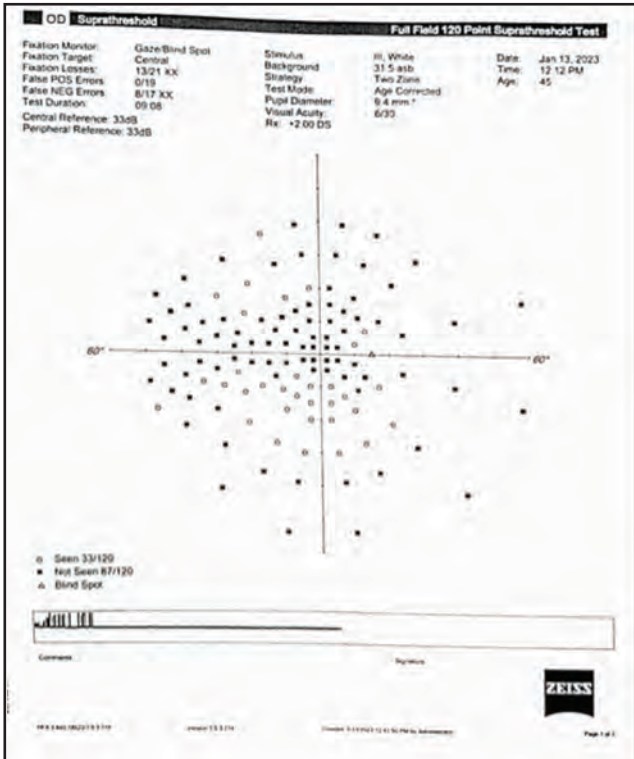 OD Suprathreshold
Full Field 120 Point Suprathreshold Test
Fixation Monitor: Gaze/Blind Spot
Fixation Target: Central
Fixation Losses: 13/21 XX
False POS Errors: 0/19
False NEG Errors: 8/17 XX
Test Duration: 09:08
Central Reference: 33dB
Peripheral Reference: 33dB
Stimulus: III, White
Background: 31.5 asb
Strategy: Two Zone
Test Mode: Age Corrected
Pupil Diameter: 9.4 mm *
Visual Acuity: 6/30
Rx: +2.00 DS
Date: Jan 13, 2023
Time: 12:12 PM
Age: 45
60°
60°
Seen 33/120
Not Seen 87/120
Blind Spot
Comments
Signature
ZEISS
Page 1 of